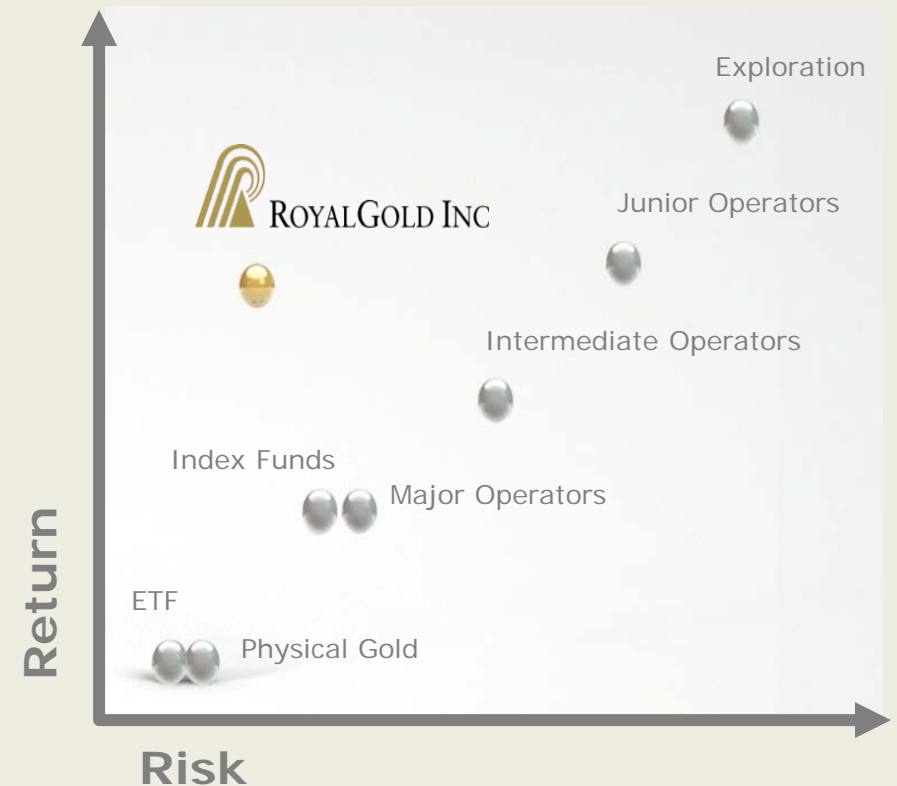 Exploration
ROYALGOLD INC
Junior Operators
Intermediate Operators
Index Funds
Major Operators
ETF
Physical Gold
Return
Risk